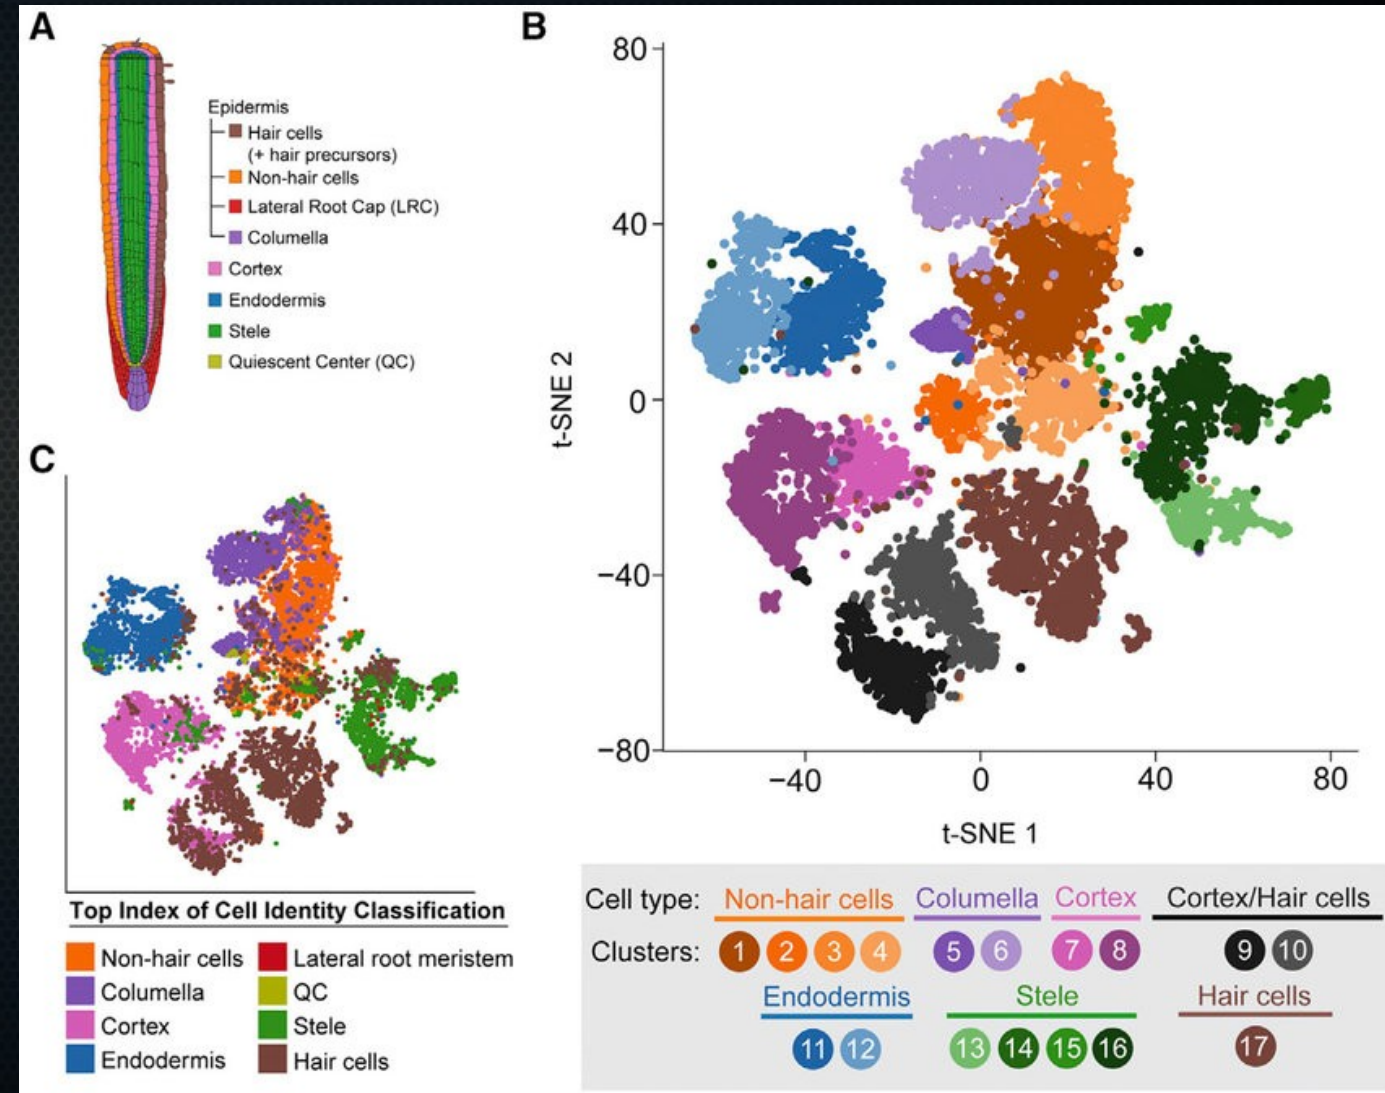 A
Epidermis
Hair cells
(+ hair precursors)
Non-hair cells
Lateral Root Cap (LRC)
Columella
Cortex
Endodermis
Stele
Quiescent Center (QC)
B
80
40
0
−40
−80
t-SNE 2
−40 0 40 80
t-SNE 1
Cell type: Non-hair cells Columella Cortex Cortex/Hair cells
Clusters: 1 2 3 4 5 6 7 8 9 10
Endodermis Stele Hair cells
11 12 13 14 15 16 17
C
Top Index of Cell Identity Classification
Non-hair cells Lateral root meristem
Columella QC
Cortex Stele
Endodermis Hair cells